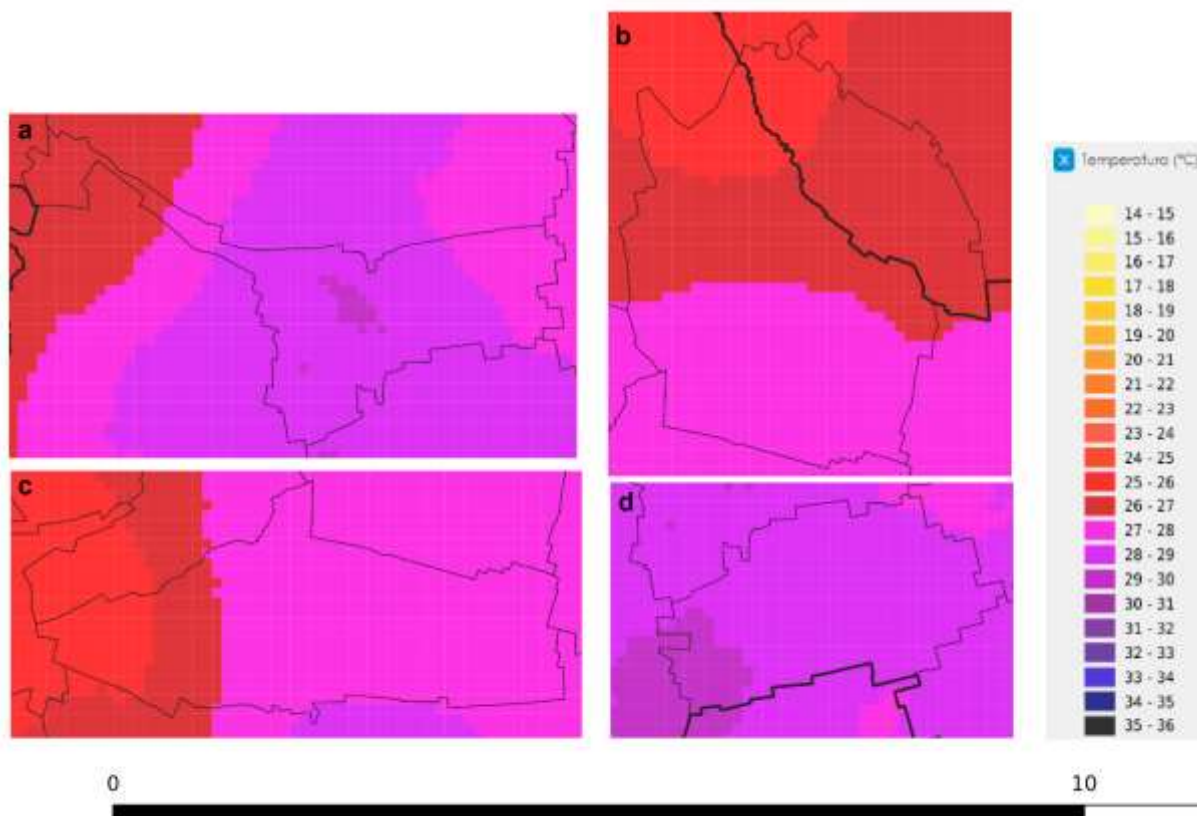 a
b
c
d
X Temperatura (°C)
14 - 15
15 - 16
16 - 17
17 - 18
18 - 19
19 - 20
20 - 21
21 - 22
22 - 23
23 - 24
24 - 25
25 - 26
26 - 27
27 - 28
28 - 29
29 - 30
30 - 31
31 - 32
32 - 33
33 - 34
34 - 35
35 - 36
0 10